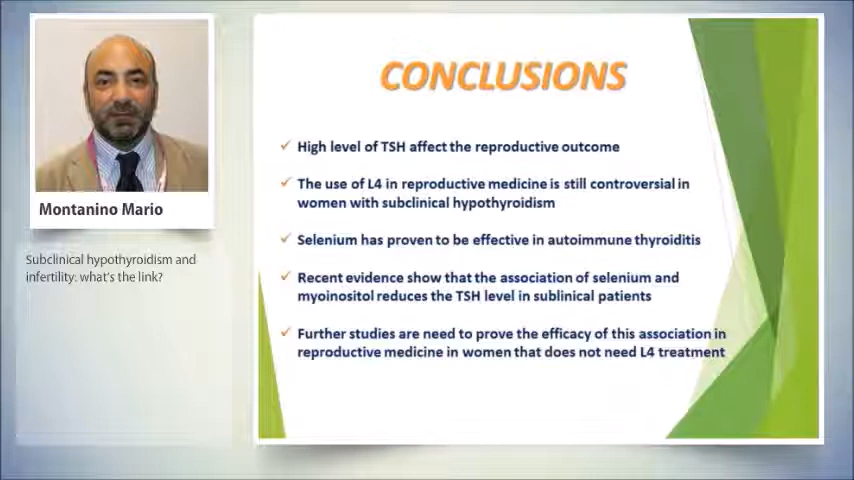 Montanino Mario
Subclinical hypothyroidism and
infertility: what's the link?
CONCLUSIONS
✓ High level of TSH affect the reproductive outcome
✓ The use of L4 in reproductive medicine is still controversial in
women with subclinical hypothyroidism
✓ Selenium has proven to be effective in autoimmune thyroiditis
✓ Recent evidence show that the association of selenium and
myoinositol reduces the TSH level in sublinical patients
✓ Further studies are need to prove the efficacy of this association in
reproductive medicine in women that does not need L4 treatment